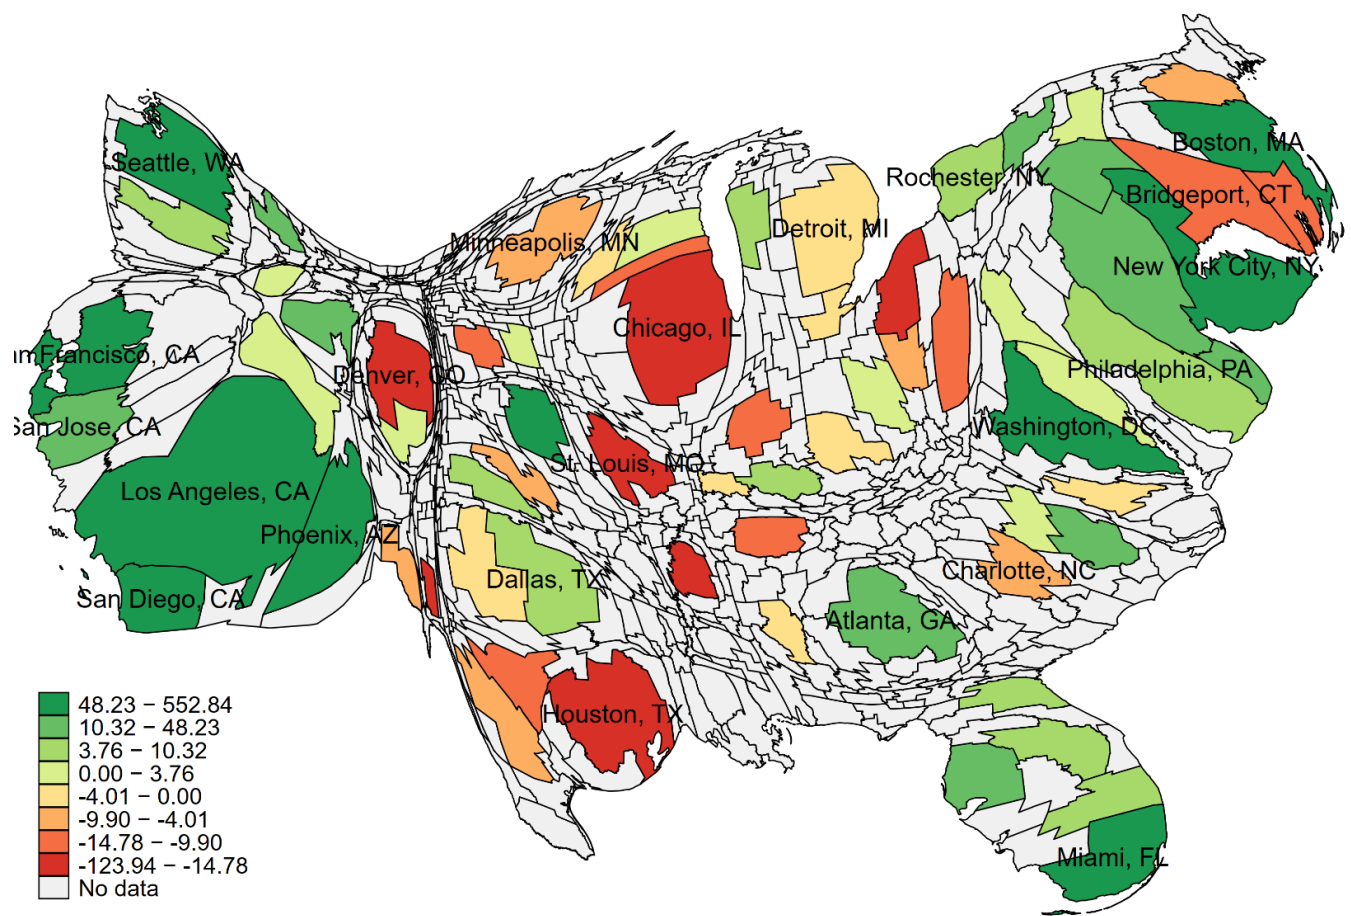 Boston, MA
Seattle, WA
Rochester, NY
Bridgeport, CT
Detroit, MI
Minneapolis, MN
New York City, NY
Chicago, IL
n Francisco, CA
Philadelphia, PA
Denver, CO
San Jose, CA
Washington, DC
St. Louis, MO
Los Angeles, CA
Phoenix, AZ
Charlotte, NC
Dallas, TX
San Diego, CA
Atlanta, GA
Houston, TX
Miami, FL
48.23 − 552.84
10.32 − 48.23
3.76 − 10.32
0.00 − 3.76
-4.01 − 0.00
-9.90 − -4.01
-14.78 − -9.90
-123.94 − -14.78
No data